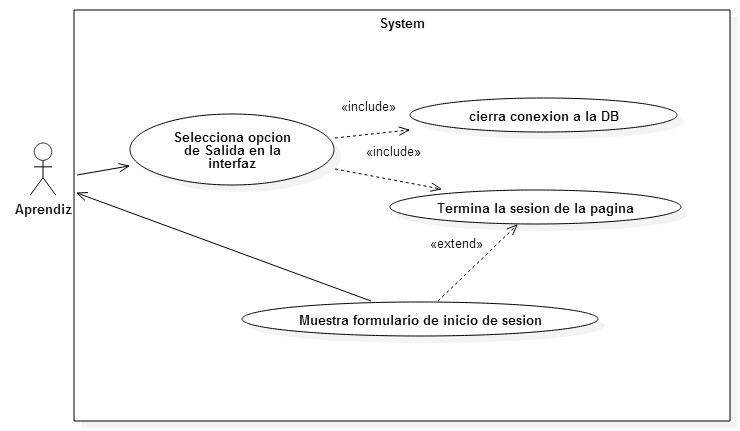 System
«include»
cierra conexion a la DB
Selecciona opcion
de Salida en la
interfaz
«include»
Aprendiz
Termina la sesion de la pagina
«extend»
Muestra formulario de inicio de sesion